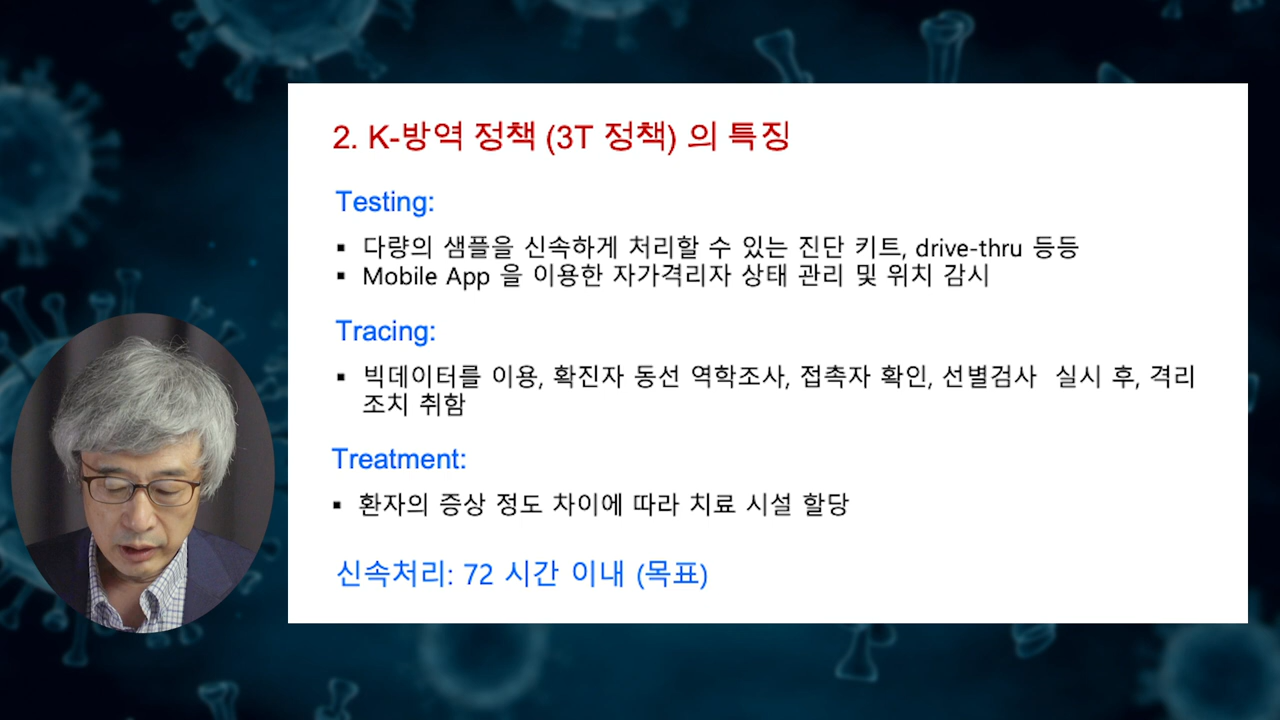 2. K-방역 정책 (3T 정책) 의 특징
Testing:
▪ 다량의 샘플을 신속하게 처리할 수 있는 진단 키트, drive-thru 등등
▪ Mobile App 을 이용한 자가격리자 상태 관리 및 위치 감시
Tracing:
▪ 빅데이터를 이용, 확진자 동선 역학조사, 접촉자 확인, 선별검사 실시 후, 격리
조치 취함
Treatment:
▪ 환자의 증상 정도 차이에 따라 치료 시설 할당
신속처리: 72 시간 이내 (목표)